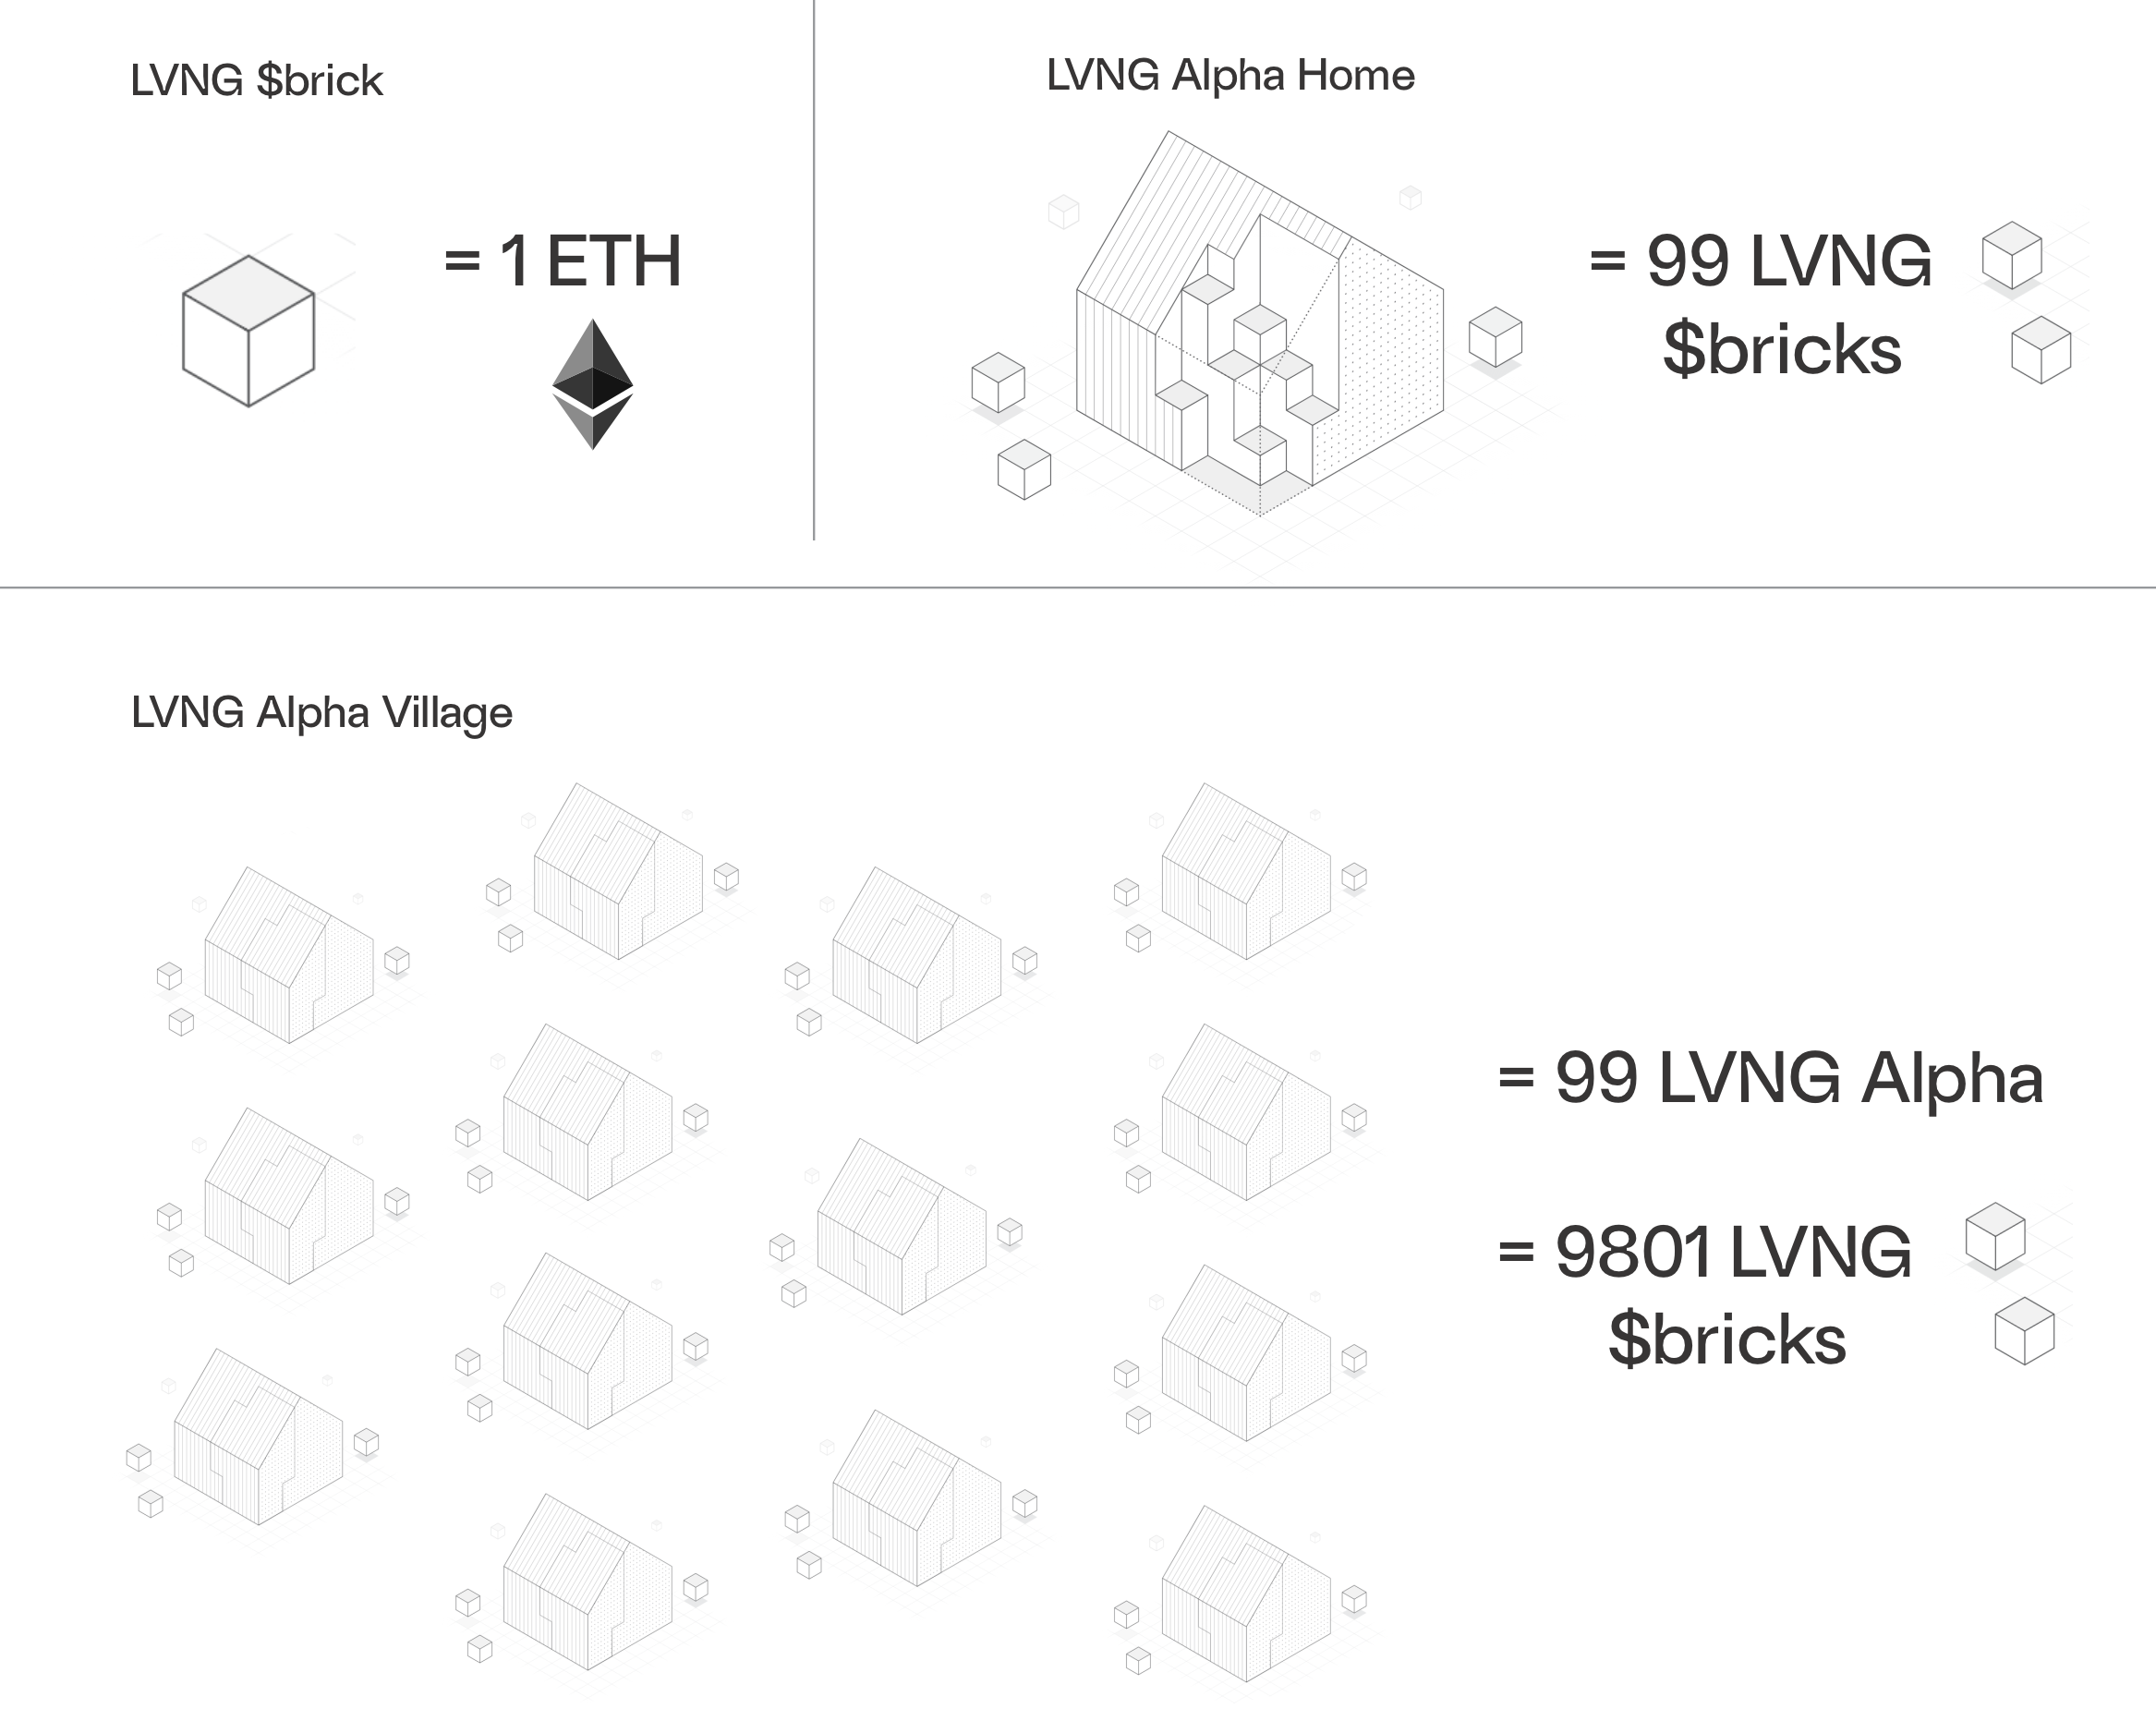 LVNG $brick
= 1 ETH
LVNG Alpha Home
= 99 LVNG
$bricks
LVNG Alpha Village
= 99 LVNG Alpha
= 9801 LVNG
$bricks